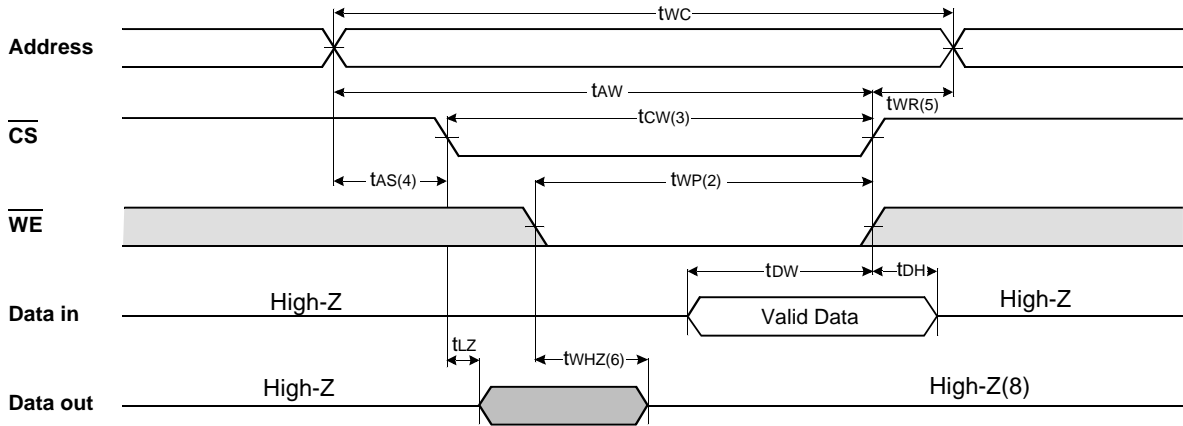 tWC
Address
tAW
tWR(5)
tCW(3)
CS
tAS(4)
tWP(2)
WE
tDW
tDH
High-Z
High-Z
Data in
Valid Data
tLZ
tWHZ(6)
High-Z
High-Z(8)
Data out